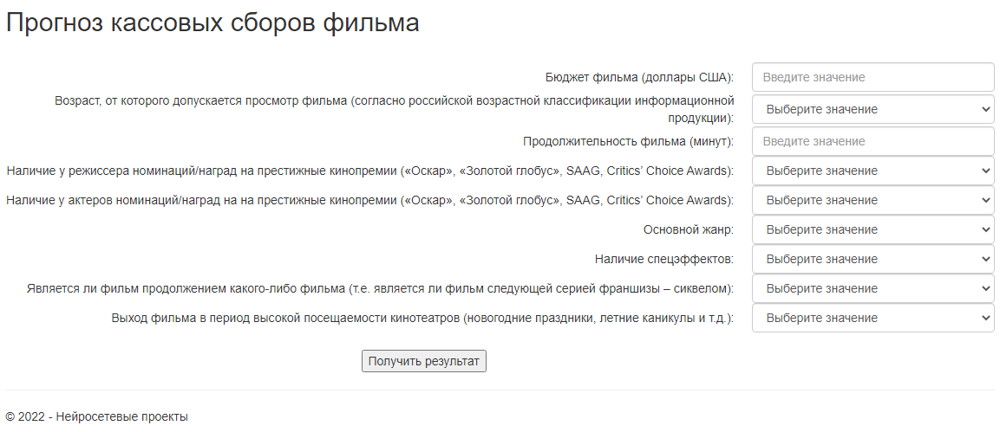 Прогноз кассовых сборов фильма
Бюджет фильма (доллары США): Введите значение
Возраст, от которого допускается просмотр фильма (согласно российской возрастной классификации информационной
продукции): Выберите значение
Продолжительность фильма (минут): Введите значение
Наличие у режиссера номинаций/наград на престижные кинопремии («Оскар», «Золотой глобус», SAAG, Critics’ Choice Awards): Выберите значение
Наличие у актеров номинаций/наград на на престижные кинопремии («Оскар», «Золотой глобус», SAAG, Critics’ Choice Awards): Выберите значение
Основной жанр: Выберите значение
Наличие спецэффектов: Выберите значение
Является ли фильм продолжением какого-либо фильма (т.е. является ли фильм следующей серией франшизы – сиквелом): Выберите значение
Выход фильма в период высокой посещаемости кинотеатров (новогодние праздники, летние каникулы и т.д.): Выберите значение
Получить результат
© 2022 - Нейросетевые проекты